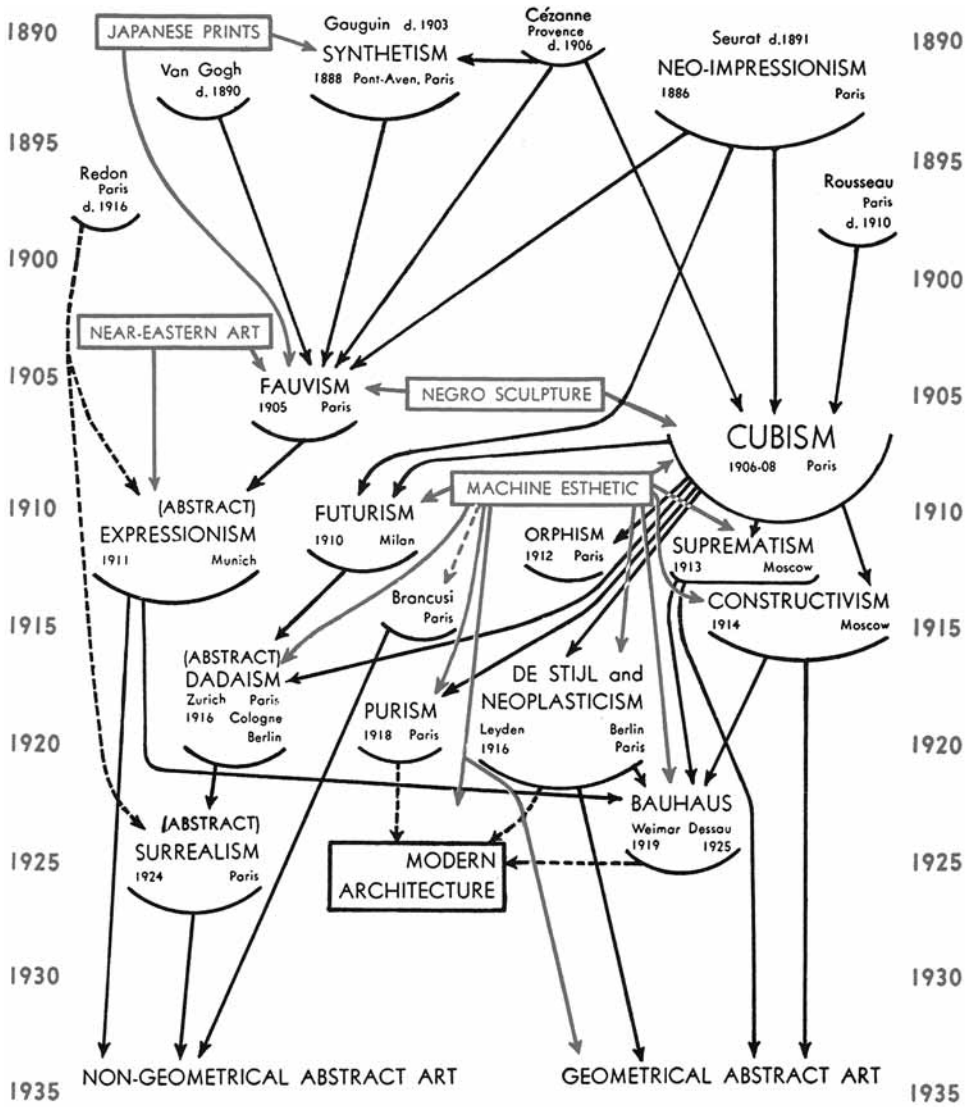 1890
JAPANESE PRINTS
Van Gogh
d. 1890
Gauguin d. 1903
SYNTHETISM
1888 Pont-Aven, Paris
Cézanne
Provence
d. 1906
Seurat d.1891
NEO-IMPRESSIONISM
1886 Paris
1890
1895
1895
Redon
Paris
d. 1916
Rousseau
Paris
d. 1910
1900
1900
NEAR-EASTERN ART
1905
FAUVISM
1905 Paris
NEGRO SCULPTURE
1905
CUBISM
1906-08 Paris
MACHINE ESTHETIC
1910
(ABSTRACT)
EXPRESSIONISM
1911 Munich
FUTURISM
1910 Milan
ORPHISM
1912 Paris
SUPREMATISM
1913 Moscow
1910
Brancusi
Paris
CONSTRUCTIVISM
1914 Moscow
1915
1915
(ABSTRACT)
DADAISM
Zurich Paris
1916 Cologne
Berlin
PURISM
1918 Paris
DE STIJL and
NEOPLASTICISM
Leyden Berlin
1916 Paris
1920
1920
BAUHAUS
Weimar Dessau
1919 1925
(ABSTRACT)
SURREALISM
1924 Paris
MODERN
ARCHITECTURE
1925
1925
1930
1930
NON-GEOMETRICAL ABSTRACT ART
GEOMETRICAL ABSTRACT ART
1935
1935